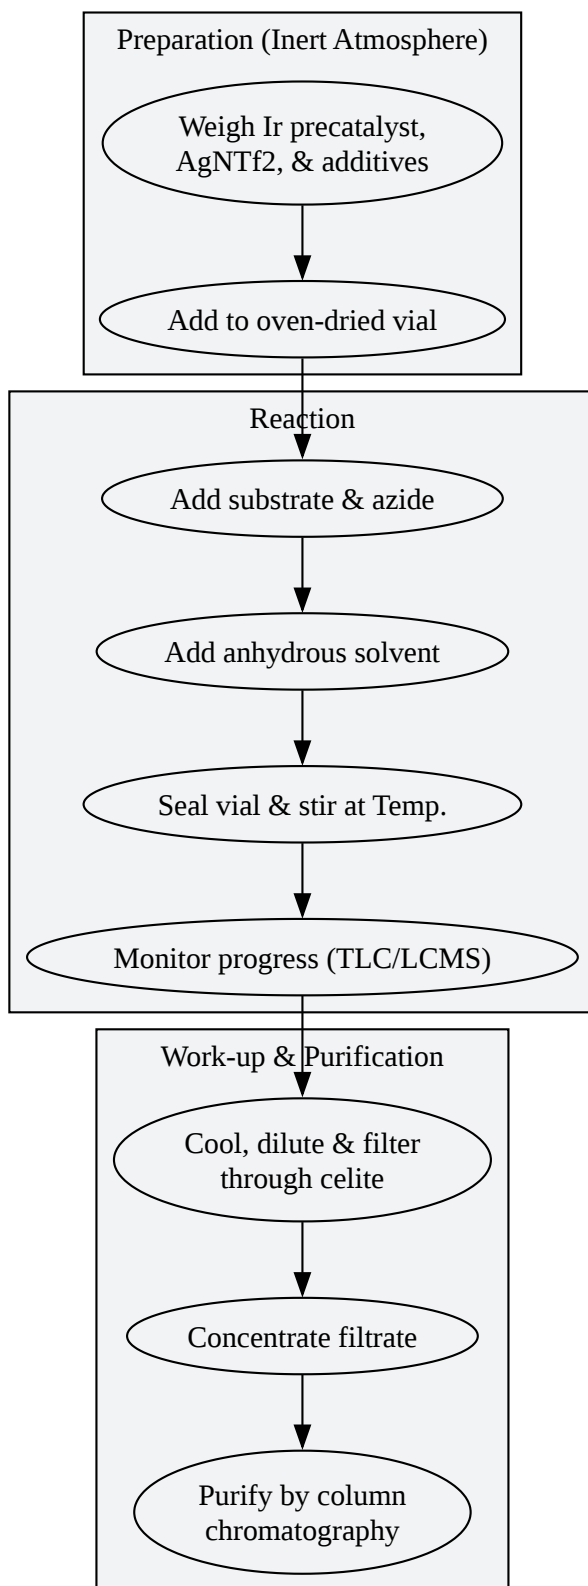 Preparation (Inert Atmosphere)
Weigh Ir precatalyst,
AgNTf2, & additives
Add to oven-dried vial
Reaction
Add substrate & azide
Add anhydrous solvent
Seal vial & stir at Temp.
Monitor progress (TLC/LCMS)
Work-up & Purification
Cool, dilute & filter
through celite
Concentrate filtrate
Purify by column
chromatography